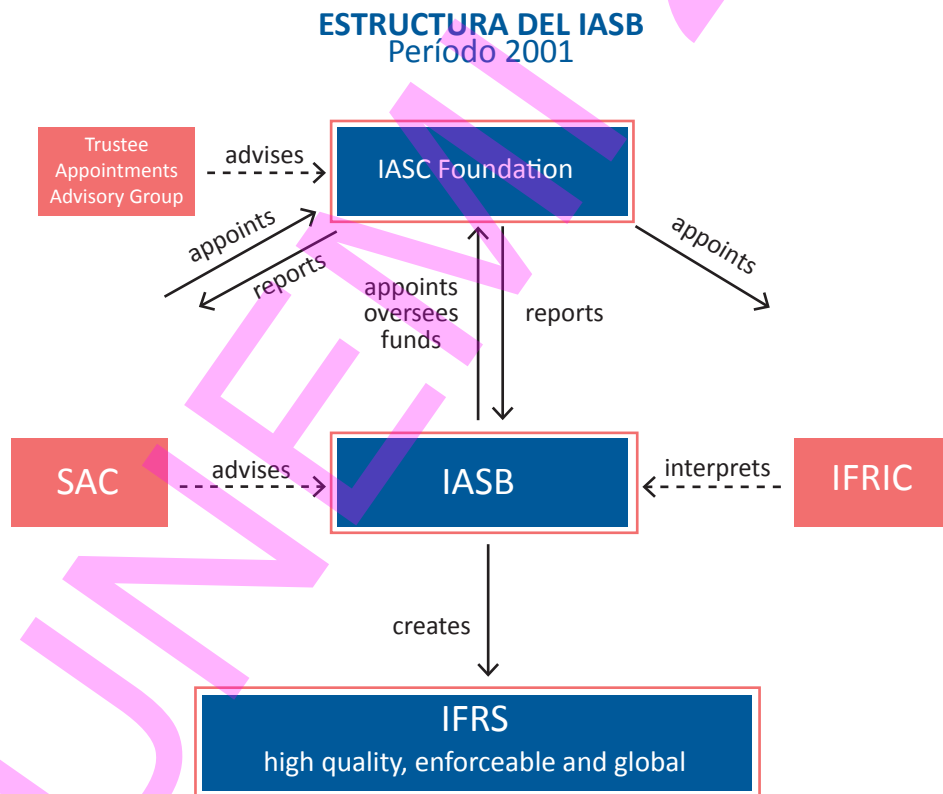 ESTRUCTURA DEL IASB
Período 2001
Trustee
Appointments
Advisory Group
advises
IASC Foundation
appoints
reports
appoints
oversees
funds
reports
appoints
SAC
advises
IASB
interprets
IFRIC
creates
IFRS
high quality, enforceable and global
UNEMI